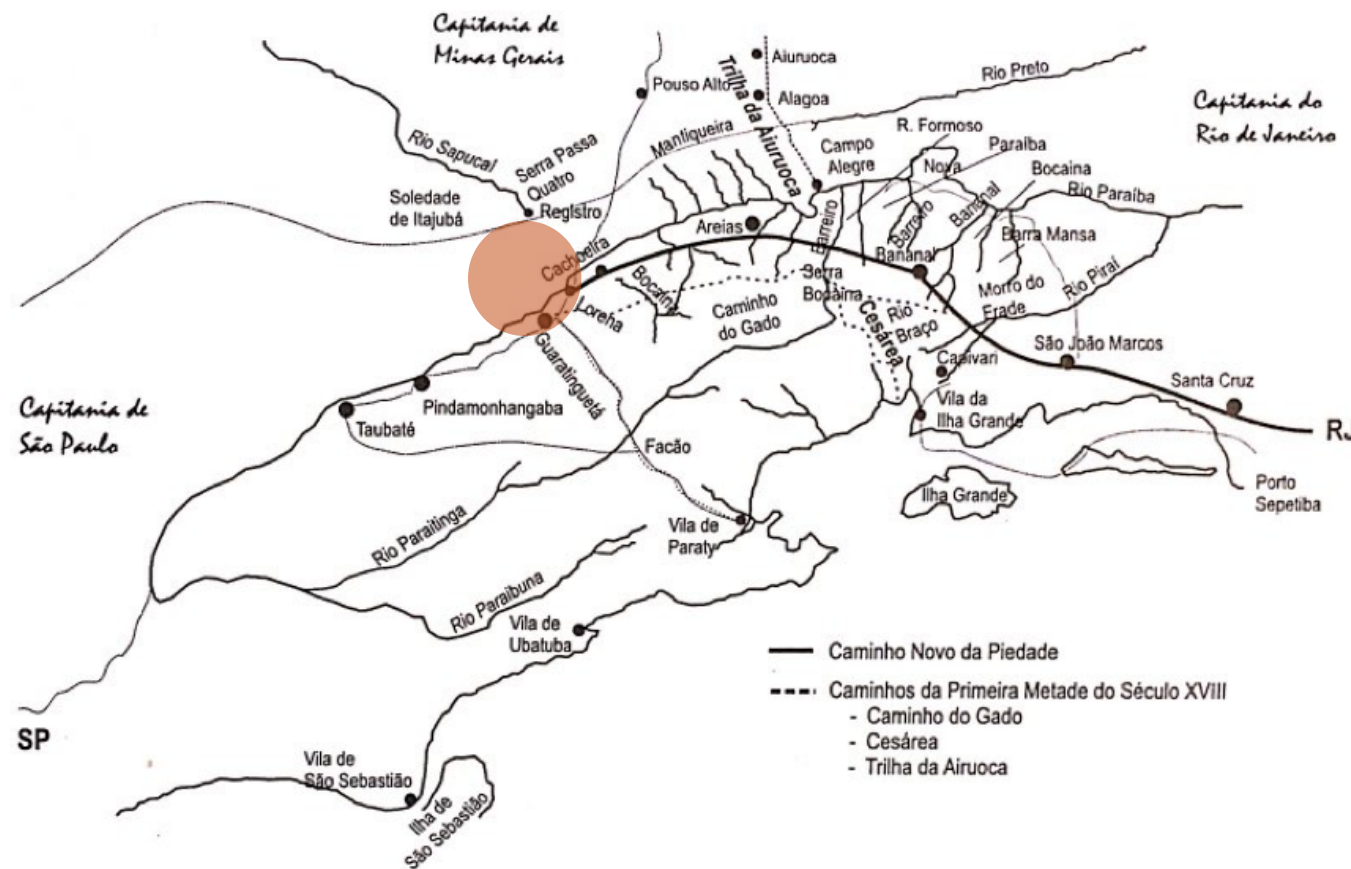 Capitania de
Minas Gerais
Aiuruoca
Pouso Alto
Trilha da Aiuruoca
Alagoa
Rio Preto
Capitania do
Rio de Janeiro
Rio Sapucaí
Serra Passa
Quatro
Mantiqueira
R. Formoso
Campo
Alegre
Nova
Paraíba
Bocaina
Soledade
de Itajubá
Registro
Rio Paraíba
Areias
Barreiro
Barreiro
Bananal
Barra Mansa
Cachoeira
Bananal
Bocaina
Serra
Bocaina
Morro do
Frade
Rio Piraí
Loreha
Caminho
do Gado
Cesárea
Rio
Braço
São João Marcos
Guaratinguetá
Caaivari
Santa Cruz
Capitania de
São Paulo
Pindamonhangaba
Taubaté
Vila da
Ilha Grande
RJ
Facão
Ilha Grande
Porto
Sepetiba
Vila de
Paraty
Rio Paraitinga
Rio Paraibuna
Vila de
Ubatuba
Caminho Novo da Piedade
Caminhos da Primeira Metade do Século XVIII
- Caminho do Gado
- Cesárea
- Trilha da Airuoca
SP
Vila de
São Sebastião
Ilha de
São Sebastião